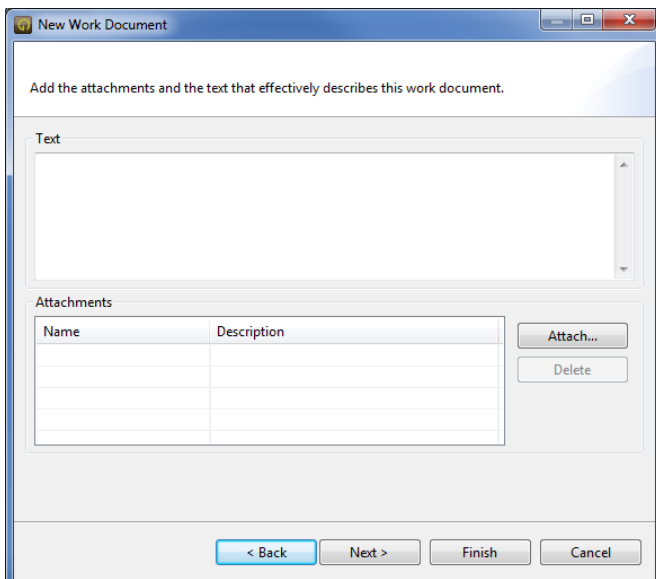 New Work Document
Add the attachments and the text that effectively describes this work document.
Text
Attachments
Name Description
Attach...
Delete
< Back Next > Finish Cancel